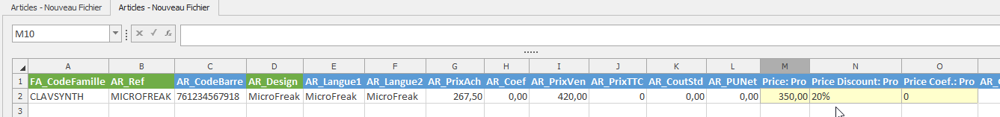 Articles - Nouveau Fichier Articles - Nouveau Fichier
M10 fx
A B C D E F G H I J K L M N O
1 FA_CodeFamille AR_Ref AR_CodeBarre AR_Design AR_Langue1 AR_Langue2 AR_PrixAch AR_Coef AR_PrixVen AR_PrixTTC AR_CoutStd AR_PUNet Price: Pro Price Discount: Pro Price Coef.: Pro
2 CLAVSYNTH MICROFREAK 761234567918 MicroFreak MicroFreak MicroFreak 267,50 0,00 420,00 0 0,00 0,00 350,00 20% 0
3